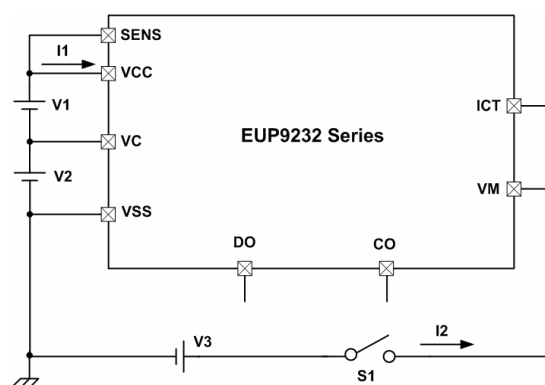 SENS
I1
VCC
V1
ICT
EUP9232 Series
VC
V2
VM
VSS
DO
CO
V3
I2
S1